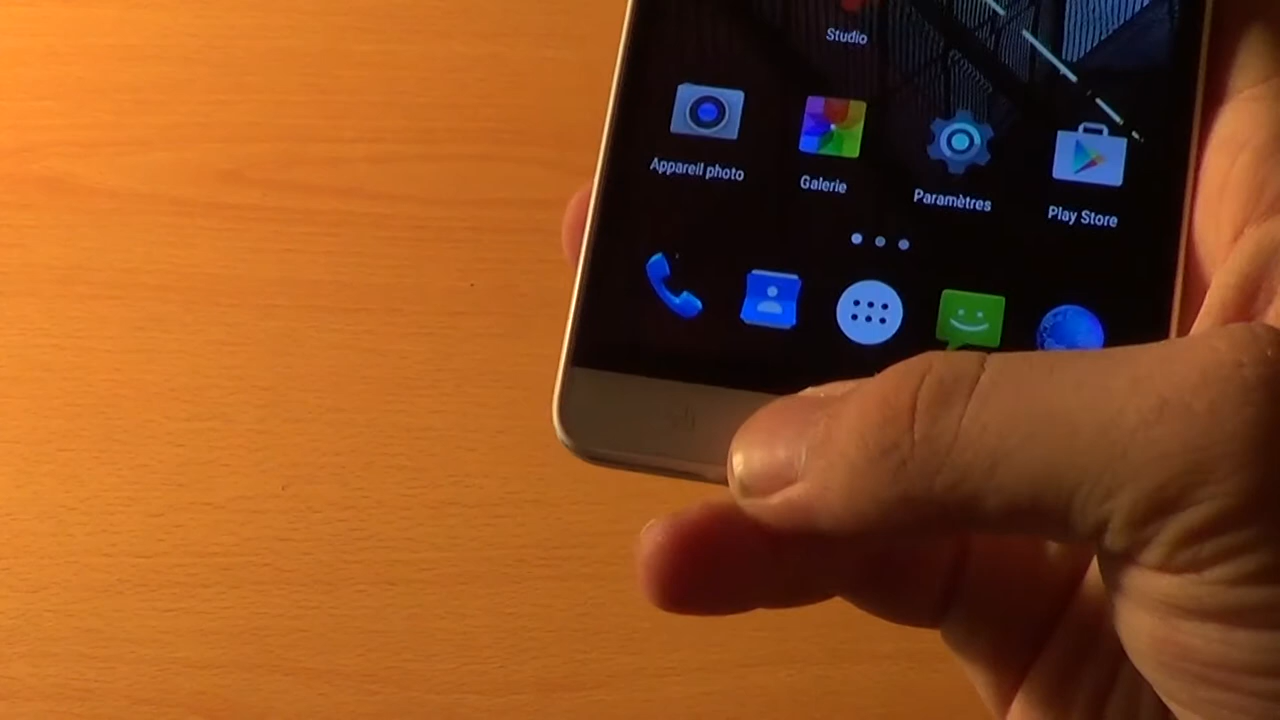 Studio
Appareil photo
Galerie
Paramètres
Play Store